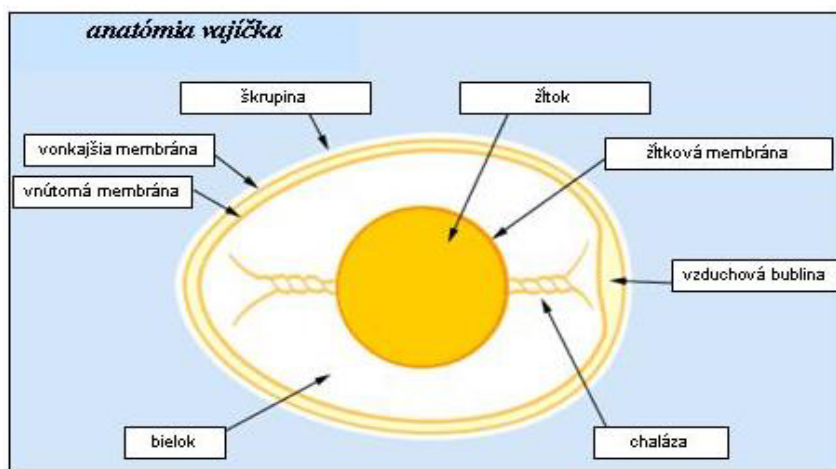 anatómia vajíčka
škrupina
žĺtok
vonkajšia membrána
žĺtková membrána
vnútorná membrána
vzduchová bublina
bielok
chaláza